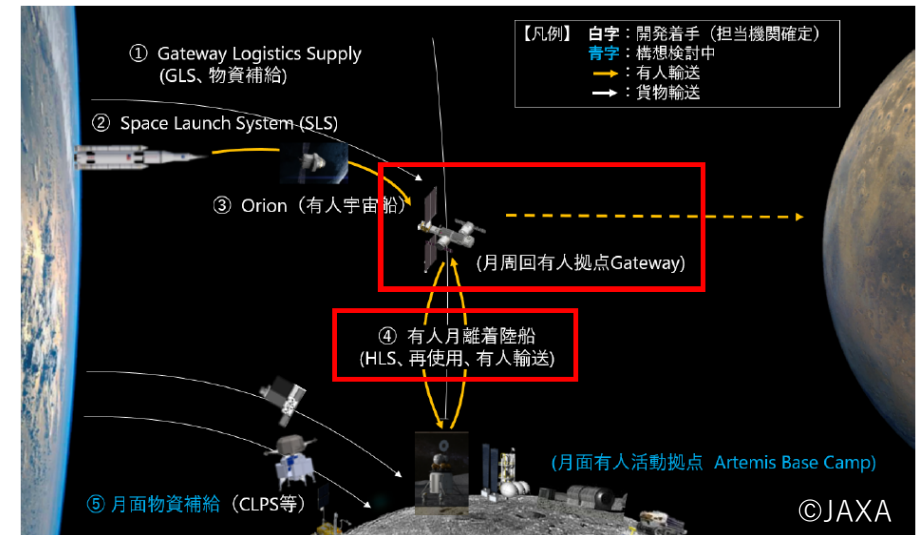 ① Gateway Logistics Supply
(GLS、物資補給)
【凡例】 白字：開発着手（担当機関確定）
青字：構想検討中
：有人輸送
：貨物輸送
② Space Launch System (SLS)
③ Orion（有人宇宙船）
(月周回有人拠点Gateway)
④ 有人月離着陸船
(HLS、再使用、有人輸送)
(月面有人活動拠点 Artemis Base Camp)
⑤ 月面物資補給（CLPS等）
©JAXA